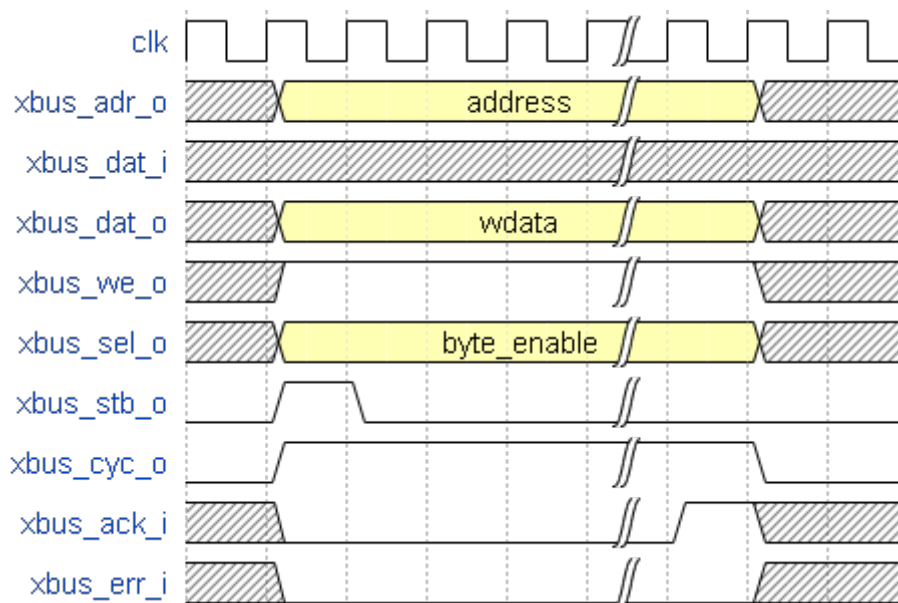 clk
xbus_adr_o address
xbus_dat_i
xbus_dat_o wdata
xbus_we_o
xbus_sel_o byte_enable
xbus_stb_o
xbus_cyc_o
xbus_ack_i
xbus_err_i